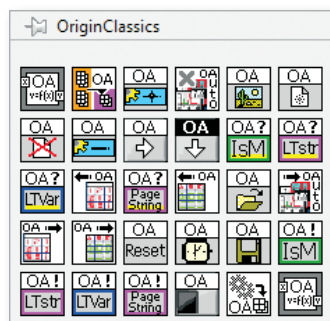 OriginClassics
OA V=f(x) OA OA OA Auto OA OA
OA OA OA OA OA? IsM OA? LTstr
OA? LTVar OA OA? Page String OA OA OA
OA OA OA Reset OA OA OA! IsM
OA! LTstr OA! LTVar OA! Page String OA OA OA V=f(x)